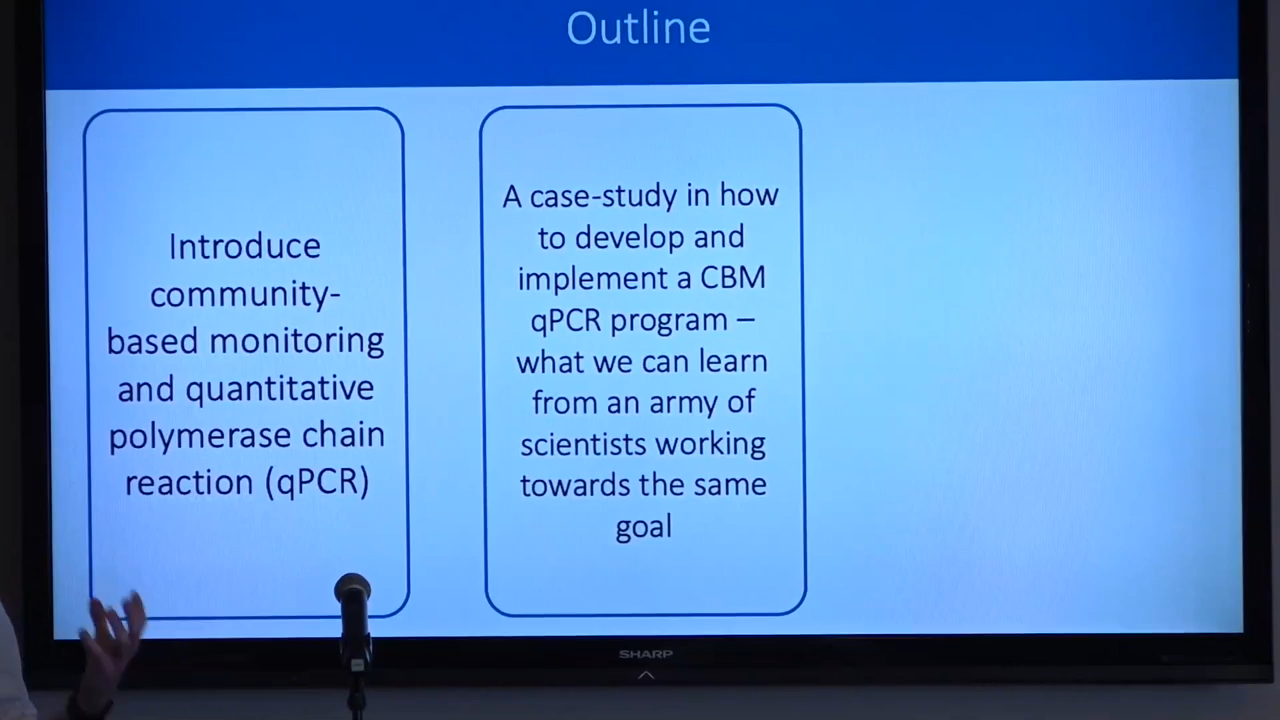 Outline
Introduce
community-
based monitoring
and quantitative
polymerase chain
reaction (qPCR)
A case-study in how
to develop and
implement a CBM
qPCR program –
what we can learn
from an army of
scientists working
towards the same
goal
SHARP